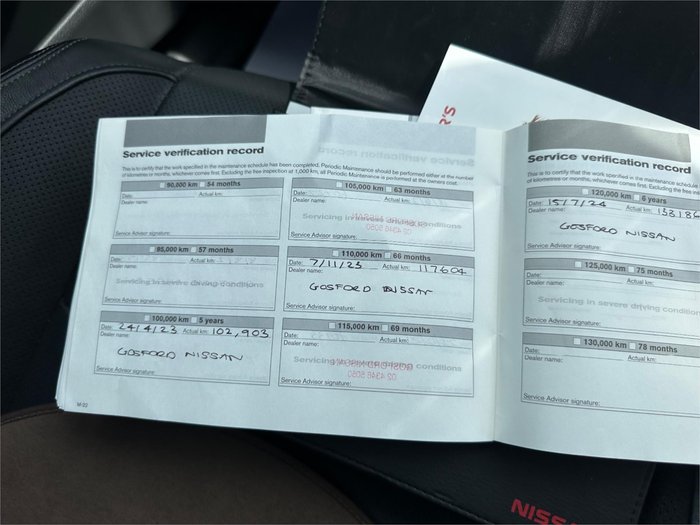 Service verification record
This is to certify that the work specified in the maintenance schedule has been completed. Periodic Maintenance should be performed either at the number
of kilometres or months, whichever comes first. Excluding the free inspection at 1,000 km, all Periodic Maintenance is performed at the owners cost.
90,000 km 54 months
Date: Actual km:
Dealer name:
Service Advisor signature:
95,000 km 57 months
Date: Actual km:
Dealer name:
Servicing in severe driving conditions
Service Advisor signature:
100,000 km 5 years
Date: 24/4/23 Actual km: 102,903
Dealer name:
GOSFORD NISSAN
Service Advisor signature:
M-22
105,000 km 63 months
Date: Actual km:
Dealer name:
Servicing in severe driving conditions
Service Advisor signature:
110,000 km 66 months
Date: 7/11/23 Actual km: 117604
Dealer name:
GOSFORD NISSAN
Service Advisor signature:
115,000 km 69 months
Date: Actual km:
Dealer name:
Servicing in severe driving conditions
Service Advisor signature:
Service verification record
This is to certify that the work specified in the maintenance
of kilometres or months, whichever comes first. Excluding the free
120,000 km 6 years
Date: 15/7/24 Actual km:
Dealer name:
GOSFORD NISSAN
Service Advisor signature:
125,000 km 75 months
Date: Actual km:
Dealer name:
Servicing in severe driving conditions
Service Advisor signature:
130,000 km 78 months
Date: Actual km:
Dealer name:
Service Advisor signature:
R'S
NISS